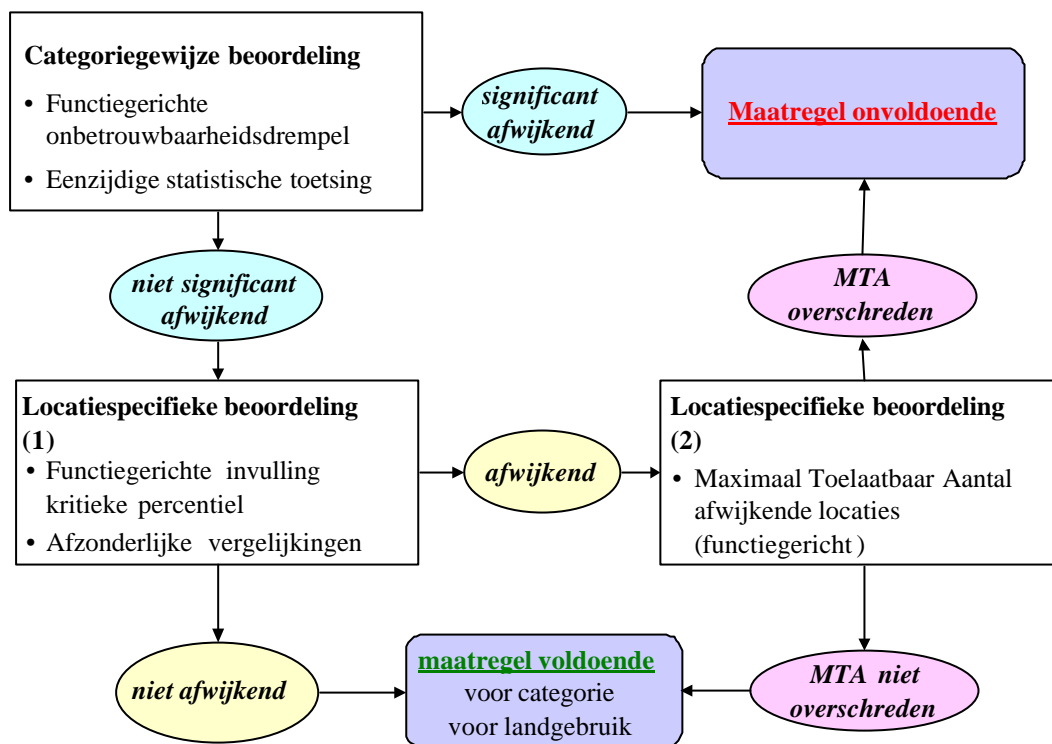 Categoriegewijze beoordeling
• Functiegerichte
onbetrouwbaarheidsdrempel
• Eenzijdige statistische toetsing
significant
afwijkend
Maatregel onvoldoende
niet significant
afwijkend
MTA
overschreden
Locatiespecifieke beoordeling
(1)
• Functiegerichte invulling
kritieke percentiel
• Afzonderlijke vergelijkingen
afwijkend
Locatiespecifieke beoordeling
(2)
• Maximaal Toelaatbaar Aantal
afwijkende locaties
(functiegericht )
niet afwijkend
maatregel voldoende
voor categorie
voor landgebruik
MTA niet
overschreden